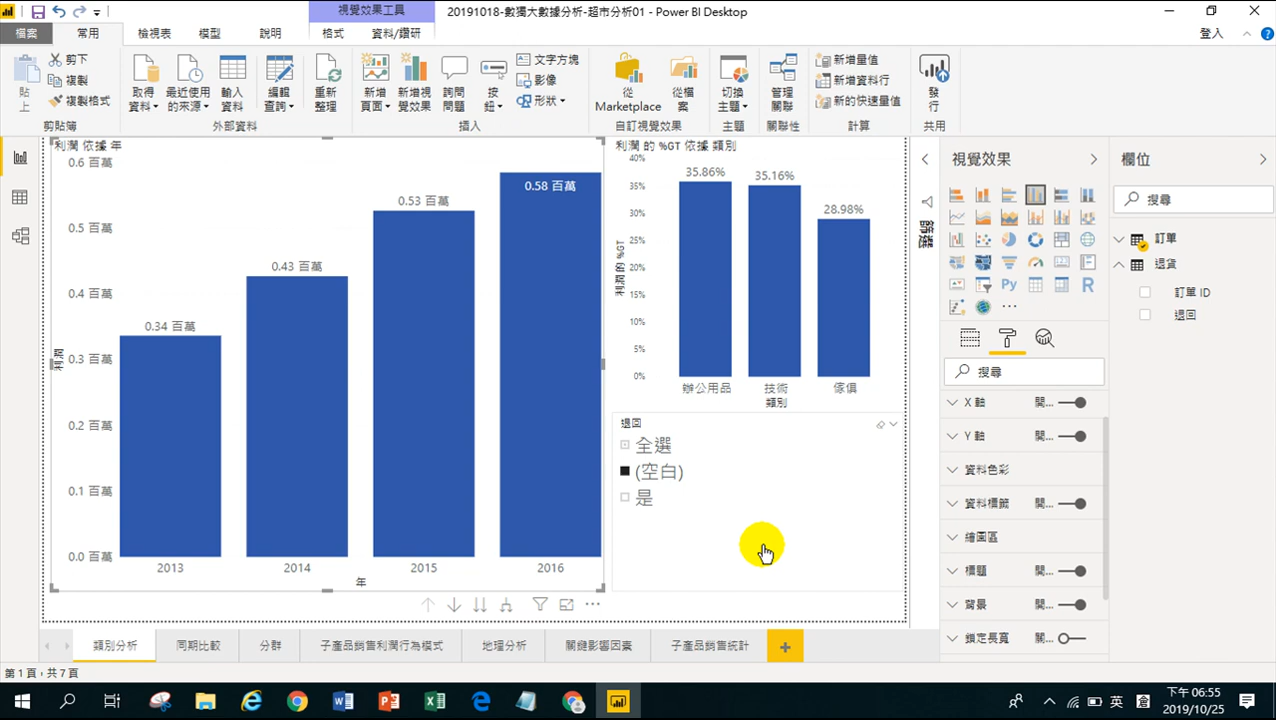 20191018-數獨大數據分析-超市分析01 - Power BI Desktop
視覺效果工具
登入
檔案
常用
檢視表
模型
說明
格式
資料/鑽研
貼上
剪下
複製
複製格式
剪貼簿
取得資料
最近使用的來源
輸入資料
外部資料
編輯查詢
重新整理
新增頁面
新增視覺效果
詢問問題
按鈕
文字方塊
影像
形狀
插入
從 Marketplace
從檔案
自訂視覺效果
切換主題
主題
管理關聯
關聯性
新增量值
新增資料行
新的快速量值
計算
發行
共用
利潤 依據 年
0.6 百萬
0.5 百萬
0.4 百萬
0.3 百萬
0.2 百萬
0.1 百萬
0.0 百萬
利潤
0.34 百萬
0.43 百萬
0.53 百萬
0.58 百萬
2013
2014
2015
2016
年
利潤 的 %GT 依據 類別
40%
35%
30%
25%
20%
15%
10%
5%
0%
利潤 的 %GT
35.86%
35.16%
28.98%
辦公用品
技術
傢俱
類別
退回
全選
(空白)
是
篩選
視覺效果
Py
R
搜尋
X 軸
開...
Y 軸
開...
資料色彩
資料標籤
開...
繪圖區
標題
開...
背景
開...
鎖定長寬
關...
欄位
搜尋
訂單
退貨
訂單 ID
退回
類別分析
同期比較
分群
子產品銷售利潤行為模式
地理分析
關鍵影響因素
子產品銷售統計
第 1 頁，共 7 頁
英
倉
下午 06:55
2019/10/25